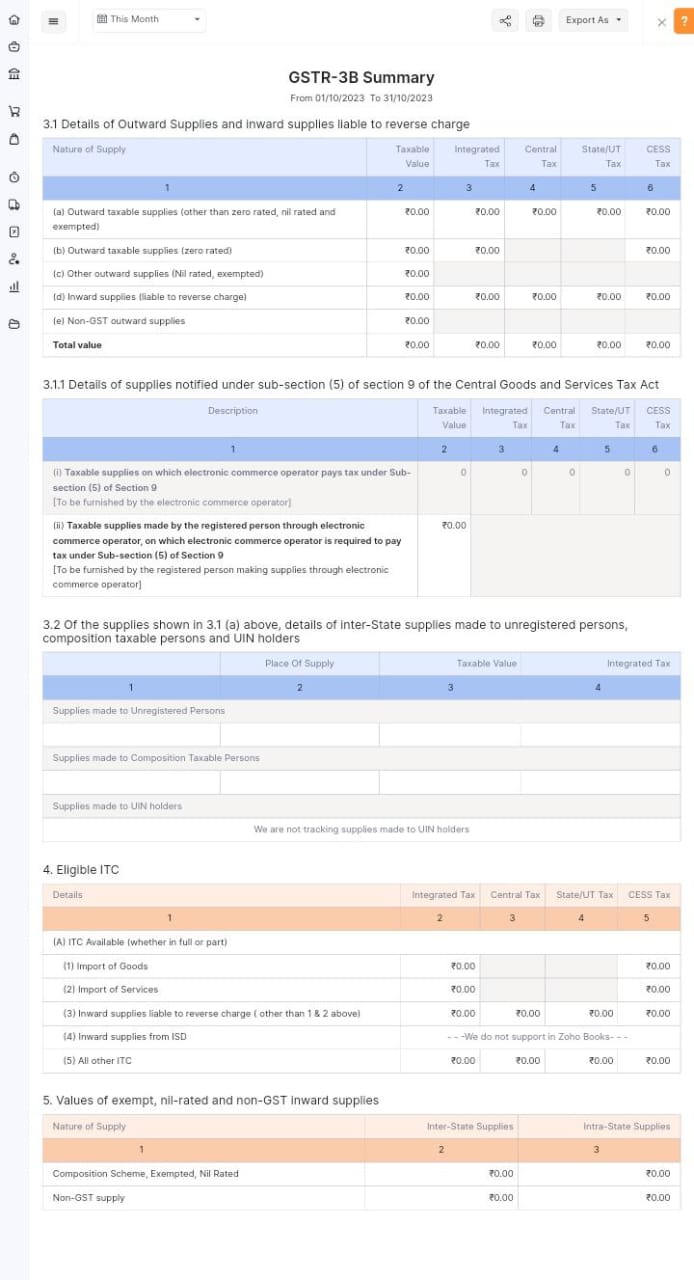 This Month
Export As
?
GSTR-3B Summary
From 01/10/2023 To 31/10/2023
3.1 Details of Outward Supplies and inward supplies liable to reverse charge
Nature of Supply Taxable Value Integrated Tax Central Tax State/UT Tax CESS Tax
1 2 3 4 5 6
(a) Outward taxable supplies (other than zero rated, nil rated and exempted) ₹0.00 ₹0.00 ₹0.00 ₹0.00 ₹0.00
(b) Outward taxable supplies (zero rated) ₹0.00 ₹0.00 ₹0.00
(c) Other outward supplies (Nil rated, exempted) ₹0.00
(d) Inward supplies (liable to reverse charge) ₹0.00 ₹0.00 ₹0.00 ₹0.00 ₹0.00
(e) Non-GST outward supplies ₹0.00
Total value ₹0.00 ₹0.00 ₹0.00 ₹0.00 ₹0.00
3.1.1 Details of supplies notified under sub-section (5) of section 9 of the Central Goods and Services Tax Act
Description Taxable Value Integrated Tax Central Tax State/UT Tax CESS Tax
1 2 3 4 5 6
(i) Taxable supplies on which electronic commerce operator pays tax under Sub- 0 0 0 0 0
section (5) of Section 9
[To be furnished by the electronic commerce operator]
(ii) Taxable supplies made by the registered person through electronic ₹0.00
commerce operator, on which electronic commerce operator is required to pay
tax under Sub-section (5) of Section 9
[To be furnished by the registered person making supplies through electronic
commerce operator]
3.2 Of the supplies shown in 3.1 (a) above, details of inter-State supplies made to unregistered persons,
composition taxable persons and UIN holders
Place Of Supply Taxable Value Integrated Tax
1 2 3 4
Supplies made to Unregistered Persons
Supplies made to Composition Taxable Persons
Supplies made to UIN holders
We are not tracking supplies made to UIN holders
4. Eligible ITC
Details Integrated Tax Central Tax State/UT Tax CESS Tax
1 2 3 4 5
(A) ITC Available (whether in full or part)
(1) Import of Goods ₹0.00 ₹0.00
(2) Import of Services ₹0.00 ₹0.00
(3) Inward supplies liable to reverse charge ( other than 1 & 2 above) ₹0.00 ₹0.00 ₹0.00 ₹0.00
(4) Inward supplies from ISD - - -We do not support in Zoho Books- - -
(5) All other ITC ₹0.00 ₹0.00 ₹0.00 ₹0.00
5. Values of exempt, nil-rated and non-GST inward supplies
Nature of Supply Inter-State Supplies Intra-State Supplies
1 2 3
Composition Scheme, Exempted, Nil Rated ₹0.00 ₹0.00
Non-GST supply ₹0.00 ₹0.00